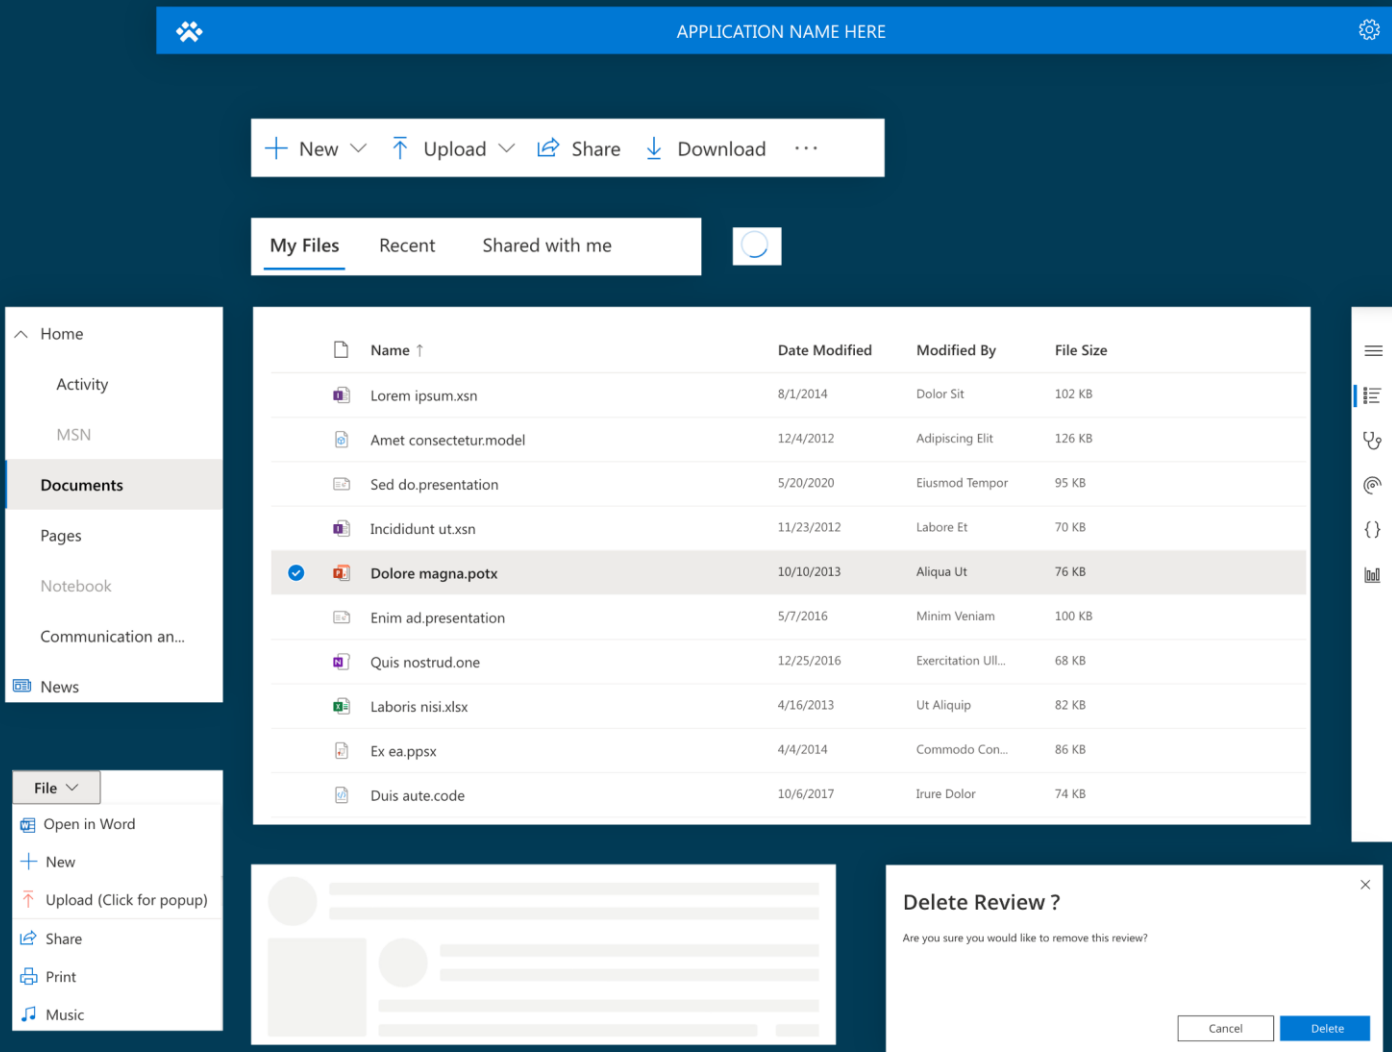 APPLICATION NAME HERE
New Upload Share Download ...
My Files Recent Shared with me
Home
Activity
MSN
Documents
Pages
Notebook
Communication an...
News
Name ↑ Date Modified Modified By File Size
Lorem ipsum.xsn 8/1/2014 Dolor Sit 102 KB
Amet consectetur.model 12/4/2012 Adipiscing Elit 126 KB
Sed do.presentation 5/20/2020 Eiusmod Tempor 95 KB
Incididunt ut.xsn 11/23/2012 Labore Et 70 KB
Dolore magna.potx 10/10/2013 Aliqua Ut 76 KB
Enim ad.presentation 5/7/2016 Minim Veniam 100 KB
Quis nostrud.one 12/25/2016 Exercitation Ull... 68 KB
Laboris nisi.xlsx 4/16/2013 Ut Aliquip 82 KB
Ex ea.ppsx 4/4/2014 Commodo Con... 86 KB
Duis aute.code 10/6/2017 Irure Dolor 74 KB
File
Open in Word
New
Upload (Click for popup)
Share
Print
Music
Delete Review ?
Are you sure you would like to remove this review?
Cancel Delete